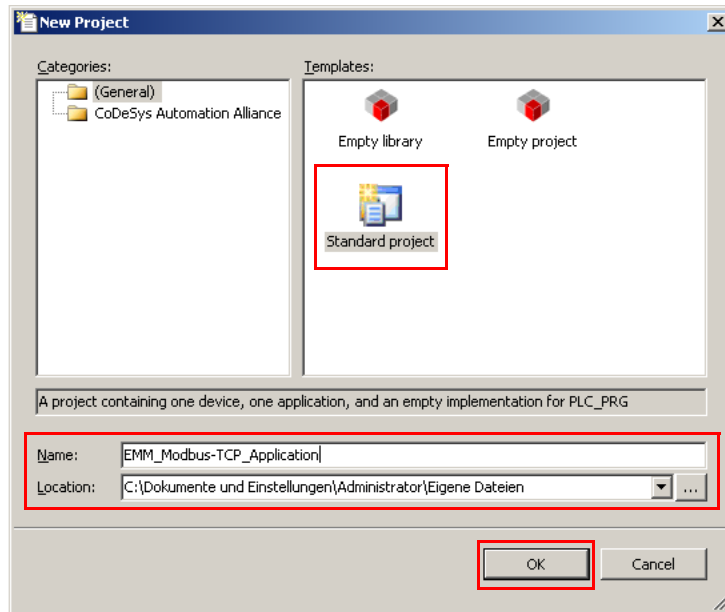 New Project
Categories:
Templates:
(General)
CoDeSys Automation Alliance
Empty library
Empty project
Standard project
A project containing one device, one application, and an empty implementation for PLC_PRG
Name:
EMM_Modbus-TCP_Application
Location:
C:\Dokumente und Einstellungen\Administrator\Eigene Dateien
...
OK
Cancel